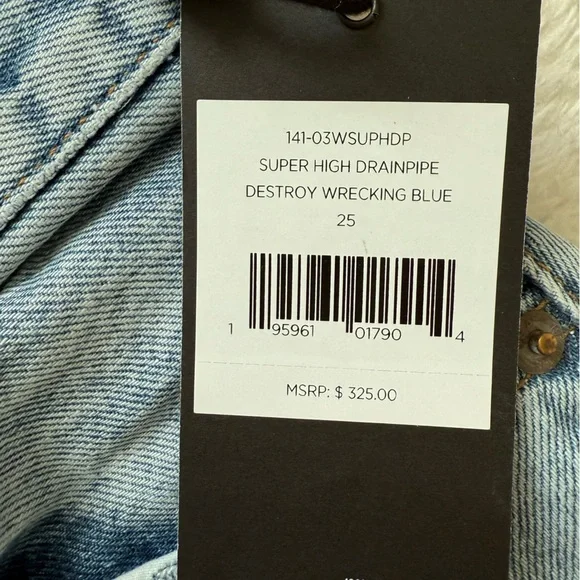 141-03WSUPHDP
SUPER HIGH DRAINPIPE
DESTROY WRECKING BLUE
25
1 95961 01790 4
MSRP: $ 325.00